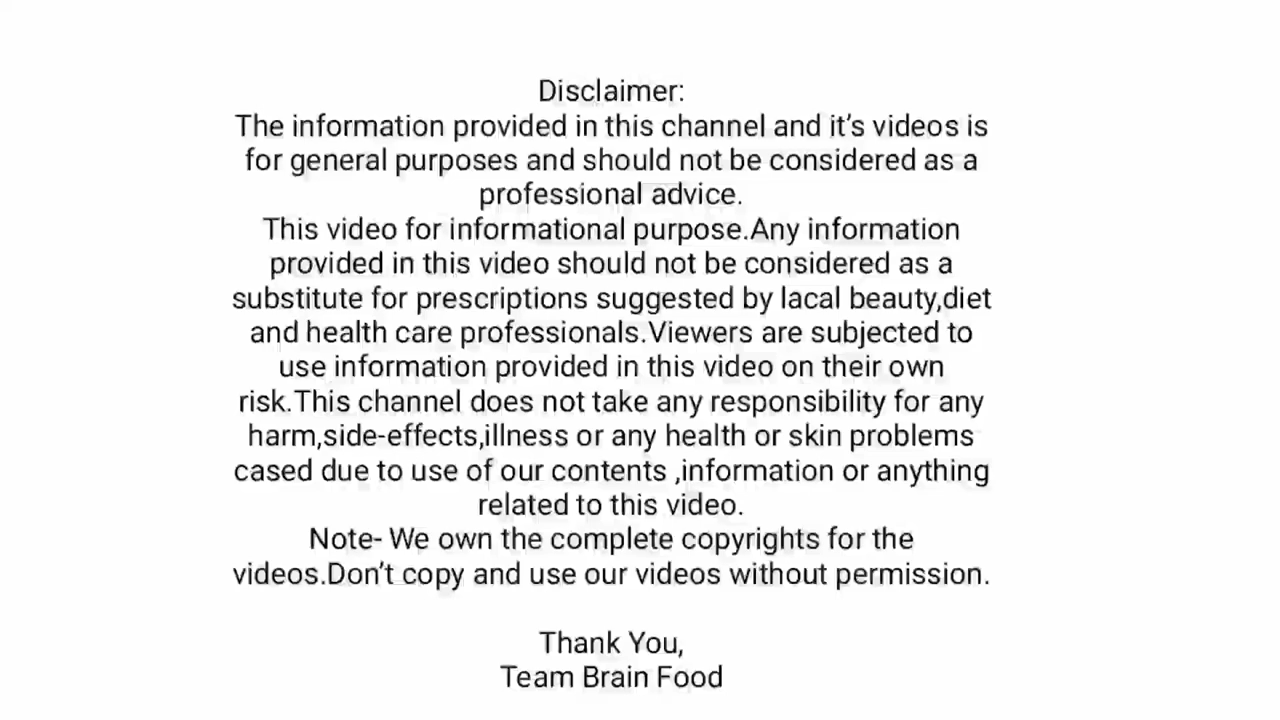 Disclaimer:
The information provided in this channel and it's videos is
for general purposes and should not be considered as a
professional advice.
This video for informational purpose.Any information
provided in this video should not be considered as a
substitute for prescriptions suggested by lacal beauty,diet
and health care professionals.Viewers are subjected to
use information provided in this video on their own
risk.This channel does not take any responsibility for any
harm,side-effects,illness or any health or skin problems
cased due to use of our contents ,information or anything
related to this video.
Note- We own the complete copyrights for the
videos.Don't copy and use our videos without permission.
Thank You,
Team Brain Food